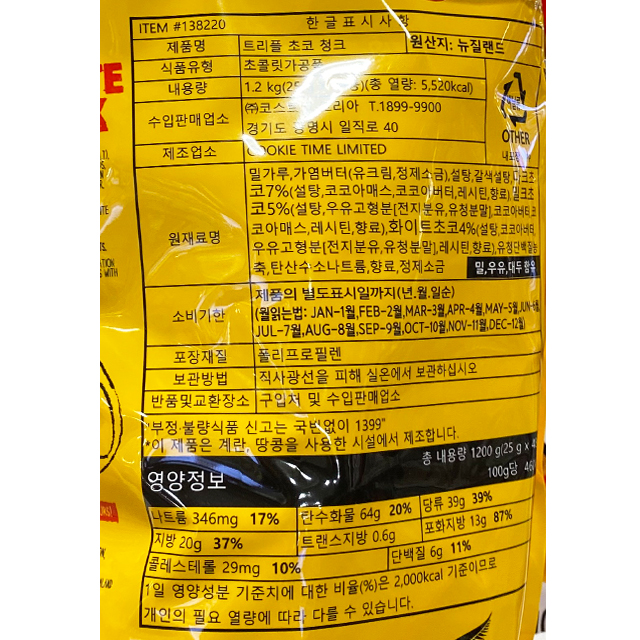 ITEM #138220 한글표시사항
제품명 트리플 초코 청크 원산지: 뉴질랜드
식품유형 초콜릿가공품
내용량 1.2 kg(25 (총 열량: 5,520kcal)
수입판매업소 ㈜코스트 리아 T.1899-9900
경기도 광명시 일직로 40
OTHER
제조업소 COOKIE TIME LIMITED
원재료명
밀가루,가염버터(유크림,정제소금),설탕,갈색설탕,다크초
코7%(설탕,코코아매스,코코아버터,레시틴,향료),밀크초
코5%(설탕,우유고형분[전지분유,유청분말],코코아버터,코
코아매스,레시틴,향료),화이트초코4%(설탕,코코아버터,
우유고형분[전지분유,유청분말],레시틴,향료),유청단백질농
축,탄산수소나트륨,향료,정제소금 밀,우유,대두 함유
소비기한
제품의 별도표시일까지(년.월.일순)
(월읽는법: JAN-1월,FEB-2월,MAR-3월,APR-4월,MAY-5월,JUN-6월
JUL-7월,AUG-8월,SEP-9월,OCT-10월,NOV-11월,DEC-12월)
포장재질 폴리프로필렌
보관방법 직사광선을 피해 실온에서 보관하십시오
반품및교환장소 구입처 및 수입판매업소
"부정·불량식품 신고는 국번없이 1399"
*이 제품은 계란, 땅콩을 사용한 시설에서 제조합니다.
영양정보
총 내용량 1200 g(25 g x
100g당
나트륨 346mg 17% 탄수화물 64g 20% 당류 39g 39%
지방 20g 37% 트랜스지방 0.6g 포화지방 13g 87%
콜레스테롤 29mg 10% 단백질 6g 11%
1일 영양성분 기준치에 대한 비율(%)은 2,000kcal 기준이므로
개인의 필요 열량에 따라 다를 수 있습니다.